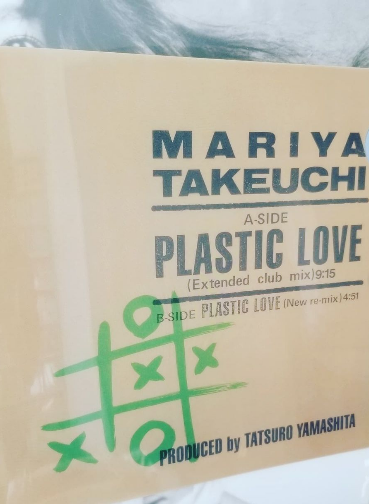 MARIYA
TAKEUCHI
A-SIDE
PLASTIC LOVE
(Extended club mix) 9:15
B-SIDE PLASTIC LOVE (New re-mix) 4:51
O
X X
X O
PRODUCED by TATSURO YAMASHITA